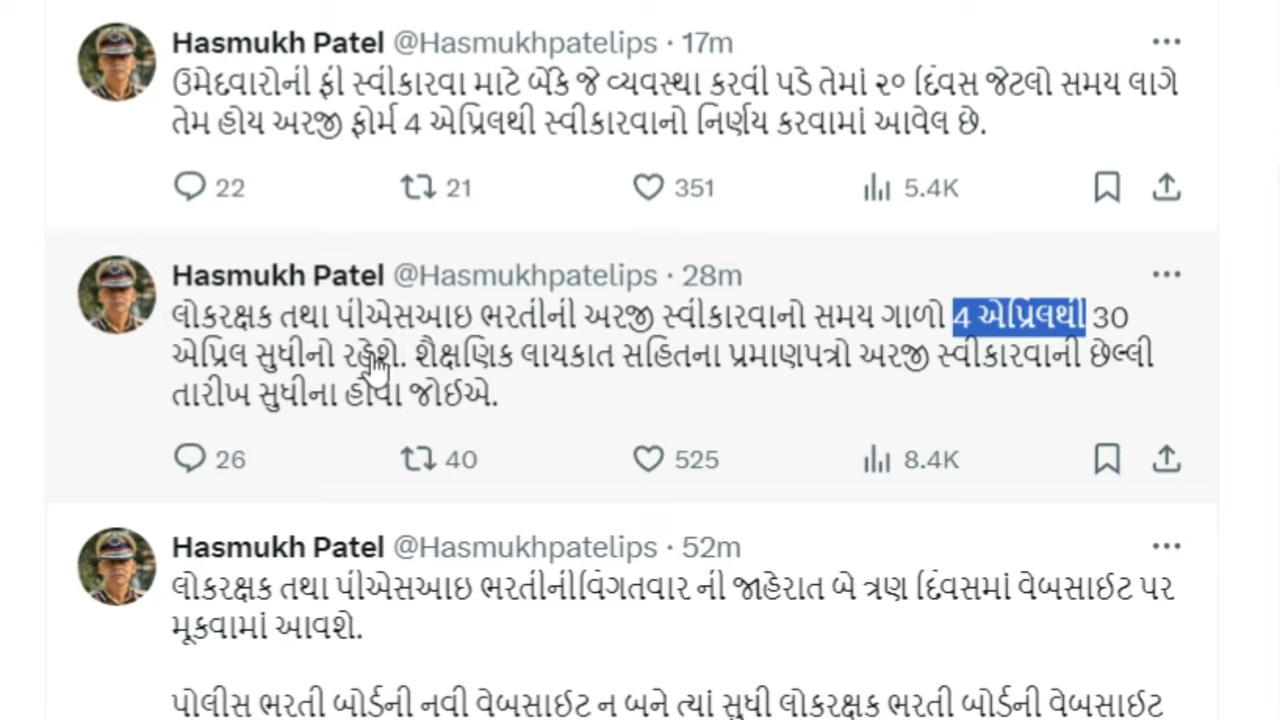 Hasmukh Patel @Hasmukhpatelips · 17m
ઉમેદવારોની ફી સ્વીકારવા માટે બેંકે જે વ્યવસ્થા કરવી પડે તેમાં ૨૦ દિવસ જેટલો સમય લાગે
તેમ હોય અરજી ફોર્મ 4 એપ્રિલથી સ્વીકારવાનો નિર્ણય કરવામાં આવેલ છે.
22 21 351 5.4K
Hasmukh Patel @Hasmukhpatelips · 28m
લોકરક્ષક તથા પીએસઆઇ ભરતીની અરજી સ્વીકારવાનો સમય ગાળો 4 એપ્રિલથી 30
એપ્રિલ સુધીનો રહેશે. શૈક્ષણિક લાયકાત સહિતના પ્રમાણપત્રો અરજી સ્વીકારવાની છેલ્લી
તારીખ સુધીના હોવા જોઈએ.
26 40 525 8.4K
Hasmukh Patel @Hasmukhpatelips · 52m
લોકરક્ષક તથા પીએસઆઇ ભરતીનીવિગતવાર ની જાહેરાત બે ત્રણ દિવસમાં વેબસાઈટ પર
મૂકવામાં આવશે.
પોલીસ ભરતી બોર્ડની નવી વેબસાઈટ ન બને ત્યાં સુધી લોકરક્ષક ભરતી બોર્ડની વેબસાઈટ